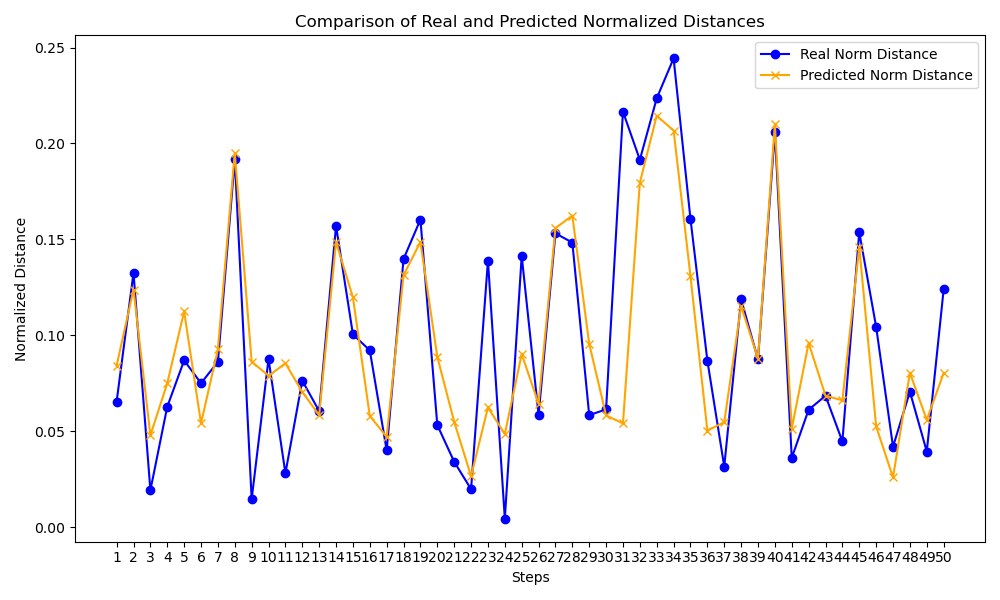 Comparison of Real and Predicted Normalized Distances
Real Norm Distance
Predicted Norm Distance
Normalized Distance
0.25
0.20
0.15
0.10
0.05
0.00
1 2 3 4 5 6 7 8 9 10 11 12 13 14 15 16 17 18 19 20 21 22 23 24 25 26 27 28 29 30 31 32 33 34 35 36 37 38 39 40 41 42 43 44 45 46 47 48 49 50
Steps